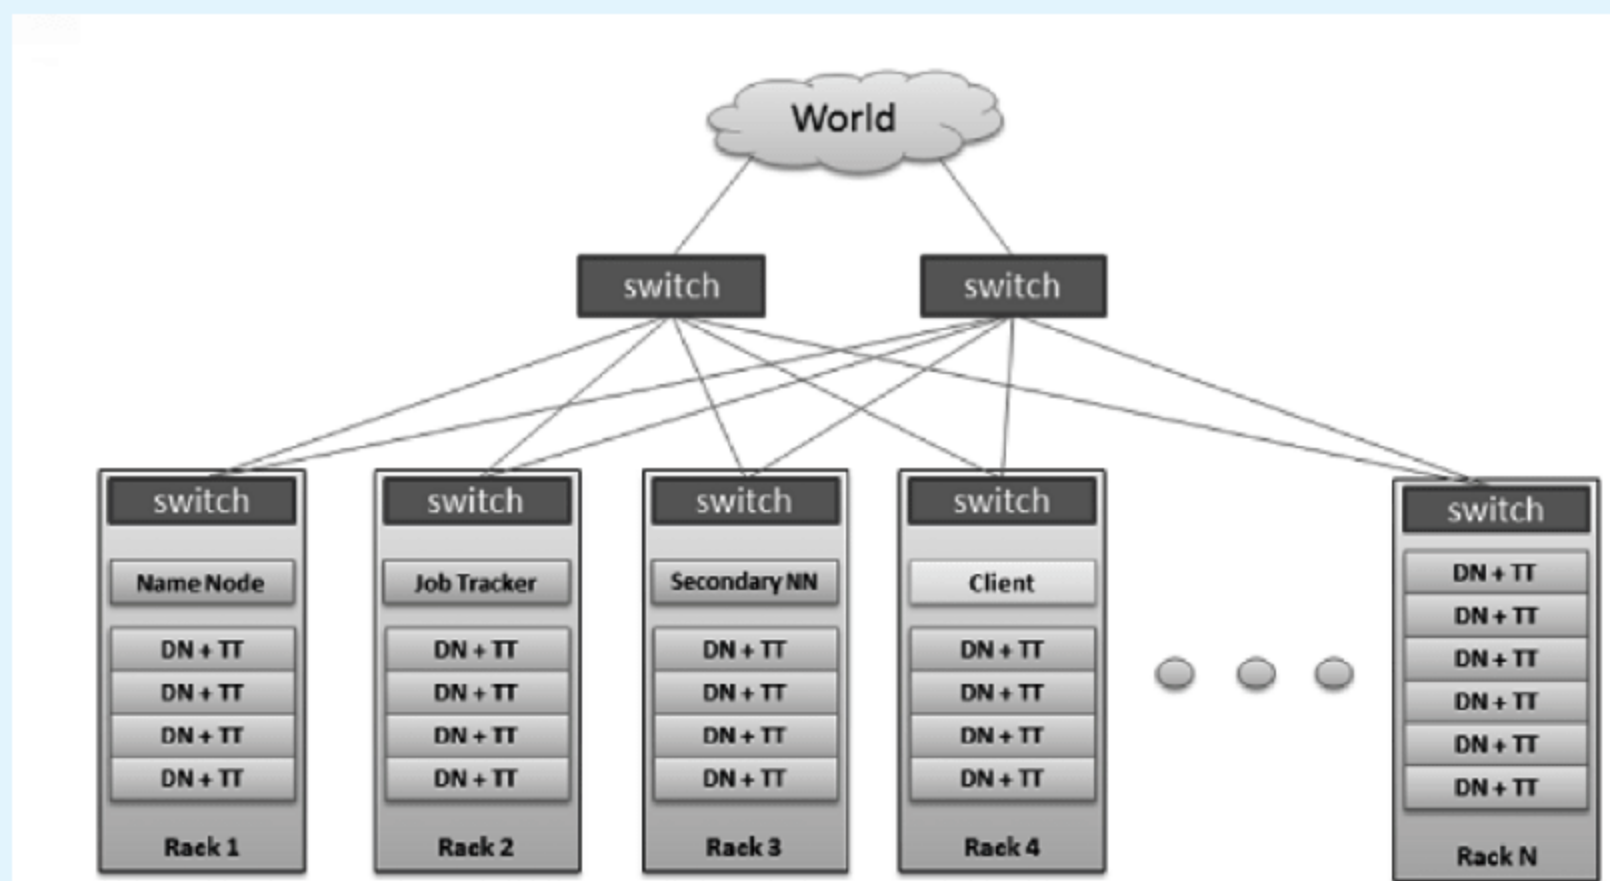 World
switch
switch
switch
Name Node
DN + TT
DN + TT
DN + TT
DN + TT
Rack 1
switch
Job Tracker
DN + TT
DN + TT
DN + TT
DN + TT
Rack 2
switch
Secondary NN
DN + TT
DN + TT
DN + TT
DN + TT
Rack 3
switch
Client
DN + TT
DN + TT
DN + TT
DN + TT
Rack 4
switch
DN + TT
DN + TT
DN + TT
DN + TT
DN + TT
DN + TT
Rack N